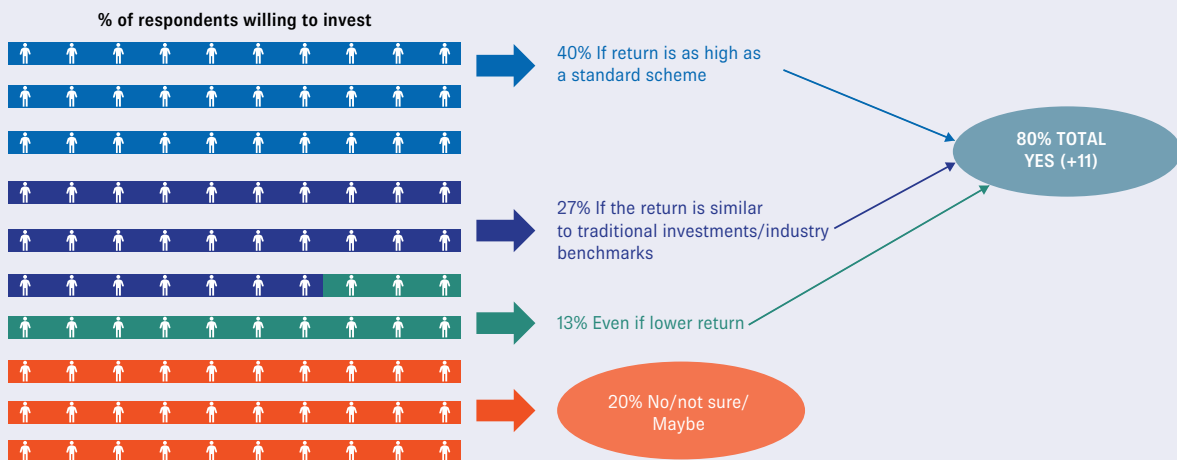 % of respondents willing to invest
40% If return is as high as
a standard scheme
80% TOTAL
YES (+11)
27% If the return is similar
to traditional investments/industry
benchmarks
13% Even if lower return
20% No/not sure/
Maybe